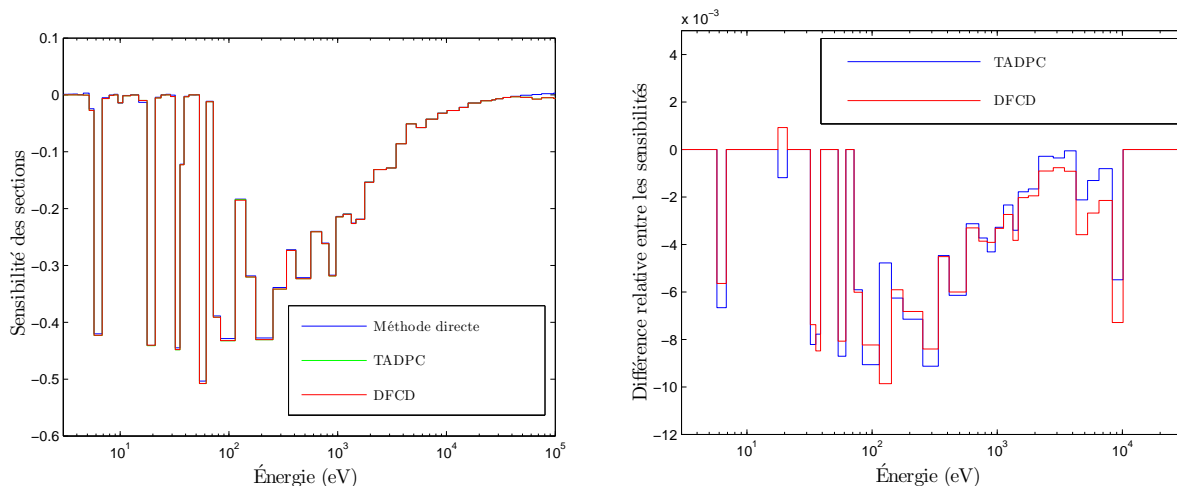 0.1
0
−0.1
−0.2
−0.3
−0.4
−0.5
−0.6
Sensibilité des sections
10^1
10^2
10^3
10^4
10^5
Énergie (eV)
Méthode directe
TADPC
DFCD
x 10^−3
4
2
0
−2
−4
−6
−8
−10
−12
Différence relative entre les sensibilités
10^1
10^2
10^3
10^4
Énergie (eV)
TADPC
DFCD